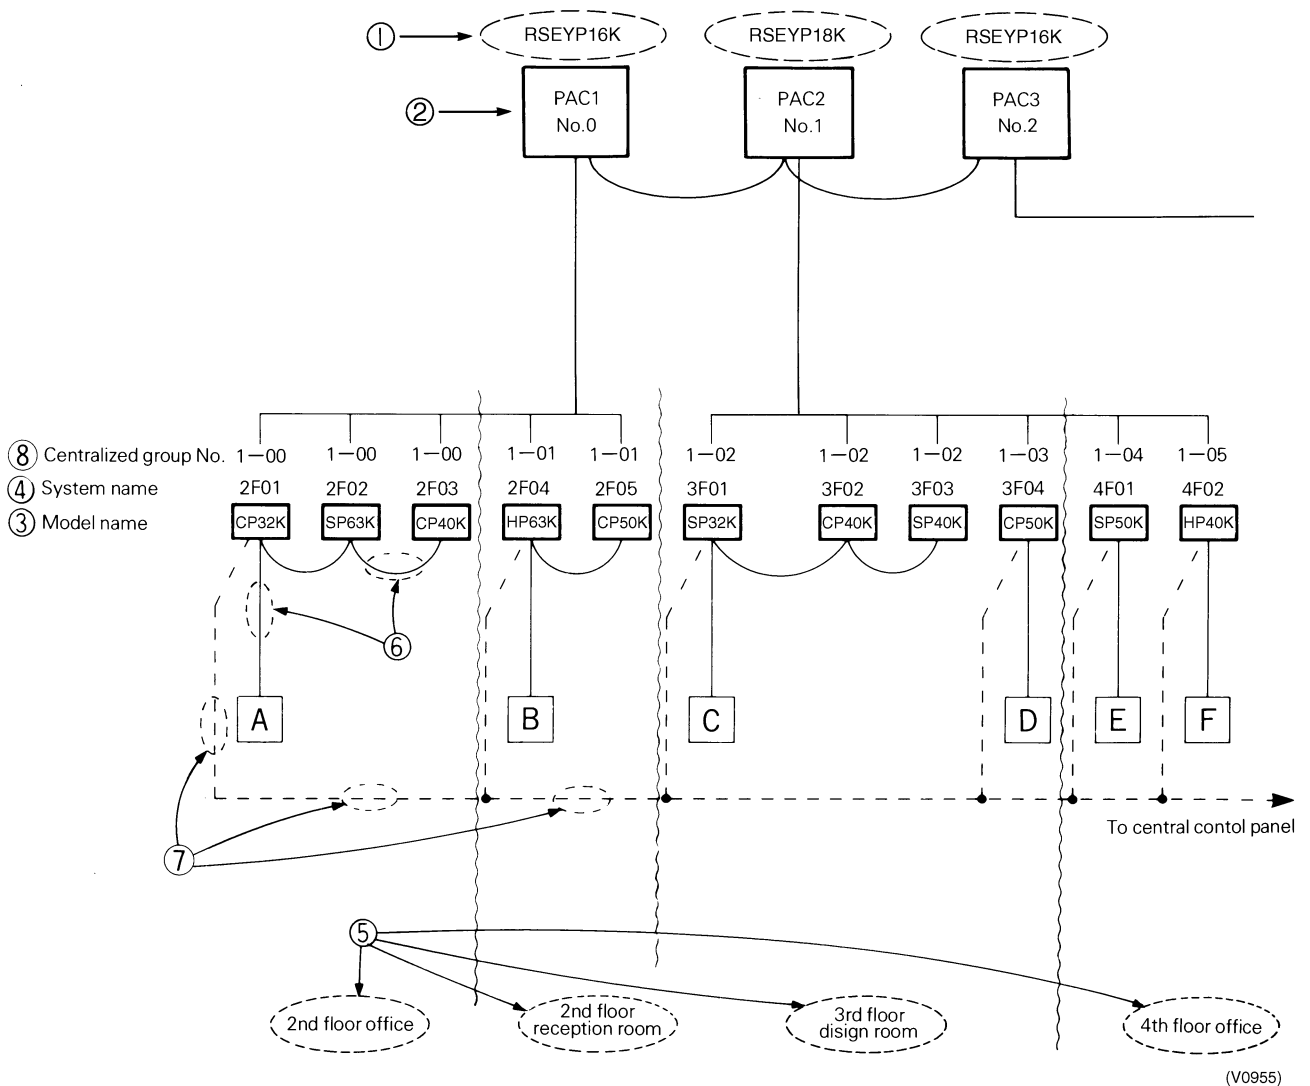 ① RSEYP16K RSEYP18K RSEYP16K
② PAC1 No.0 PAC2 No.1 PAC3 No.2
⑧ Centralized group No. 1–00 1–00 1–00 1–01 1–01 1–02 1–02 1–02 1–03 1–04 1–05
④ System name 2F01 2F02 2F03 2F04 2F05 3F01 3F02 3F03 3F04 4F01 4F02
③ Model name CP32K SP63K CP40K HP63K CP50K SP32K CP40K SP40K CP50K SP50K HP40K
⑥
A B C D E F
To central contol panel
⑦
⑤
2nd floor office
2nd floor
reception room
3rd floor
disign room
4th floor office
(V0955)